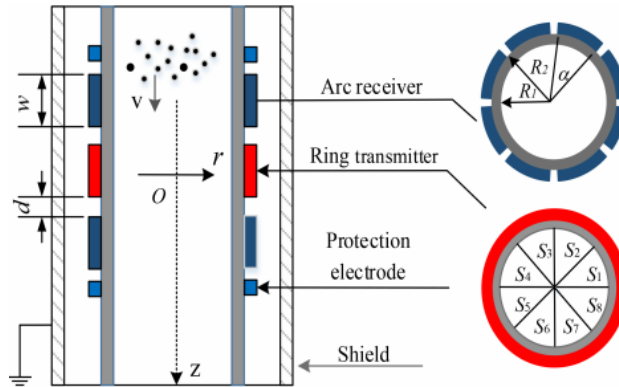 w
v
d
r
O
z
Arc receiver
Ring transmitter
Protection
electrode
Shield
R2
R1
α
S3
S2
S4
S1
S5
S8
S6
S7